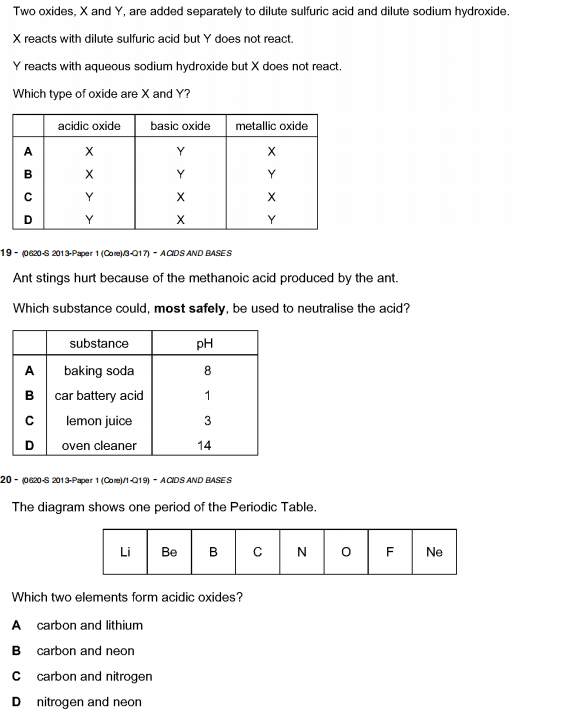 Two oxides, X and Y, are added separately to dilute sulfuric acid and dilute sodium hydroxide.
X reacts with dilute sulfuric acid but Y does not react.
Y reacts with aqueous sodium hydroxide but X does not react.
Which type of oxide are X and Y?
acidic oxide basic oxide metallic oxide
A X Y X
B X Y Y
C Y X X
D Y X Y
19 - (0620-S 2013-Paper 1 (Core)/3-Q17) - ACIDS AND BASES
Ant stings hurt because of the methanoic acid produced by the ant.
Which substance could, most safely, be used to neutralise the acid?
substance pH
A baking soda 8
B car battery acid 1
C lemon juice 3
D oven cleaner 14
20 - (0620-S 2013-Paper 1 (Core)/1-Q19) - ACIDS AND BASES
The diagram shows one period of the Periodic Table.
Li Be B C N O F Ne
Which two elements form acidic oxides?
A carbon and lithium
B carbon and neon
C carbon and nitrogen
D nitrogen and neon